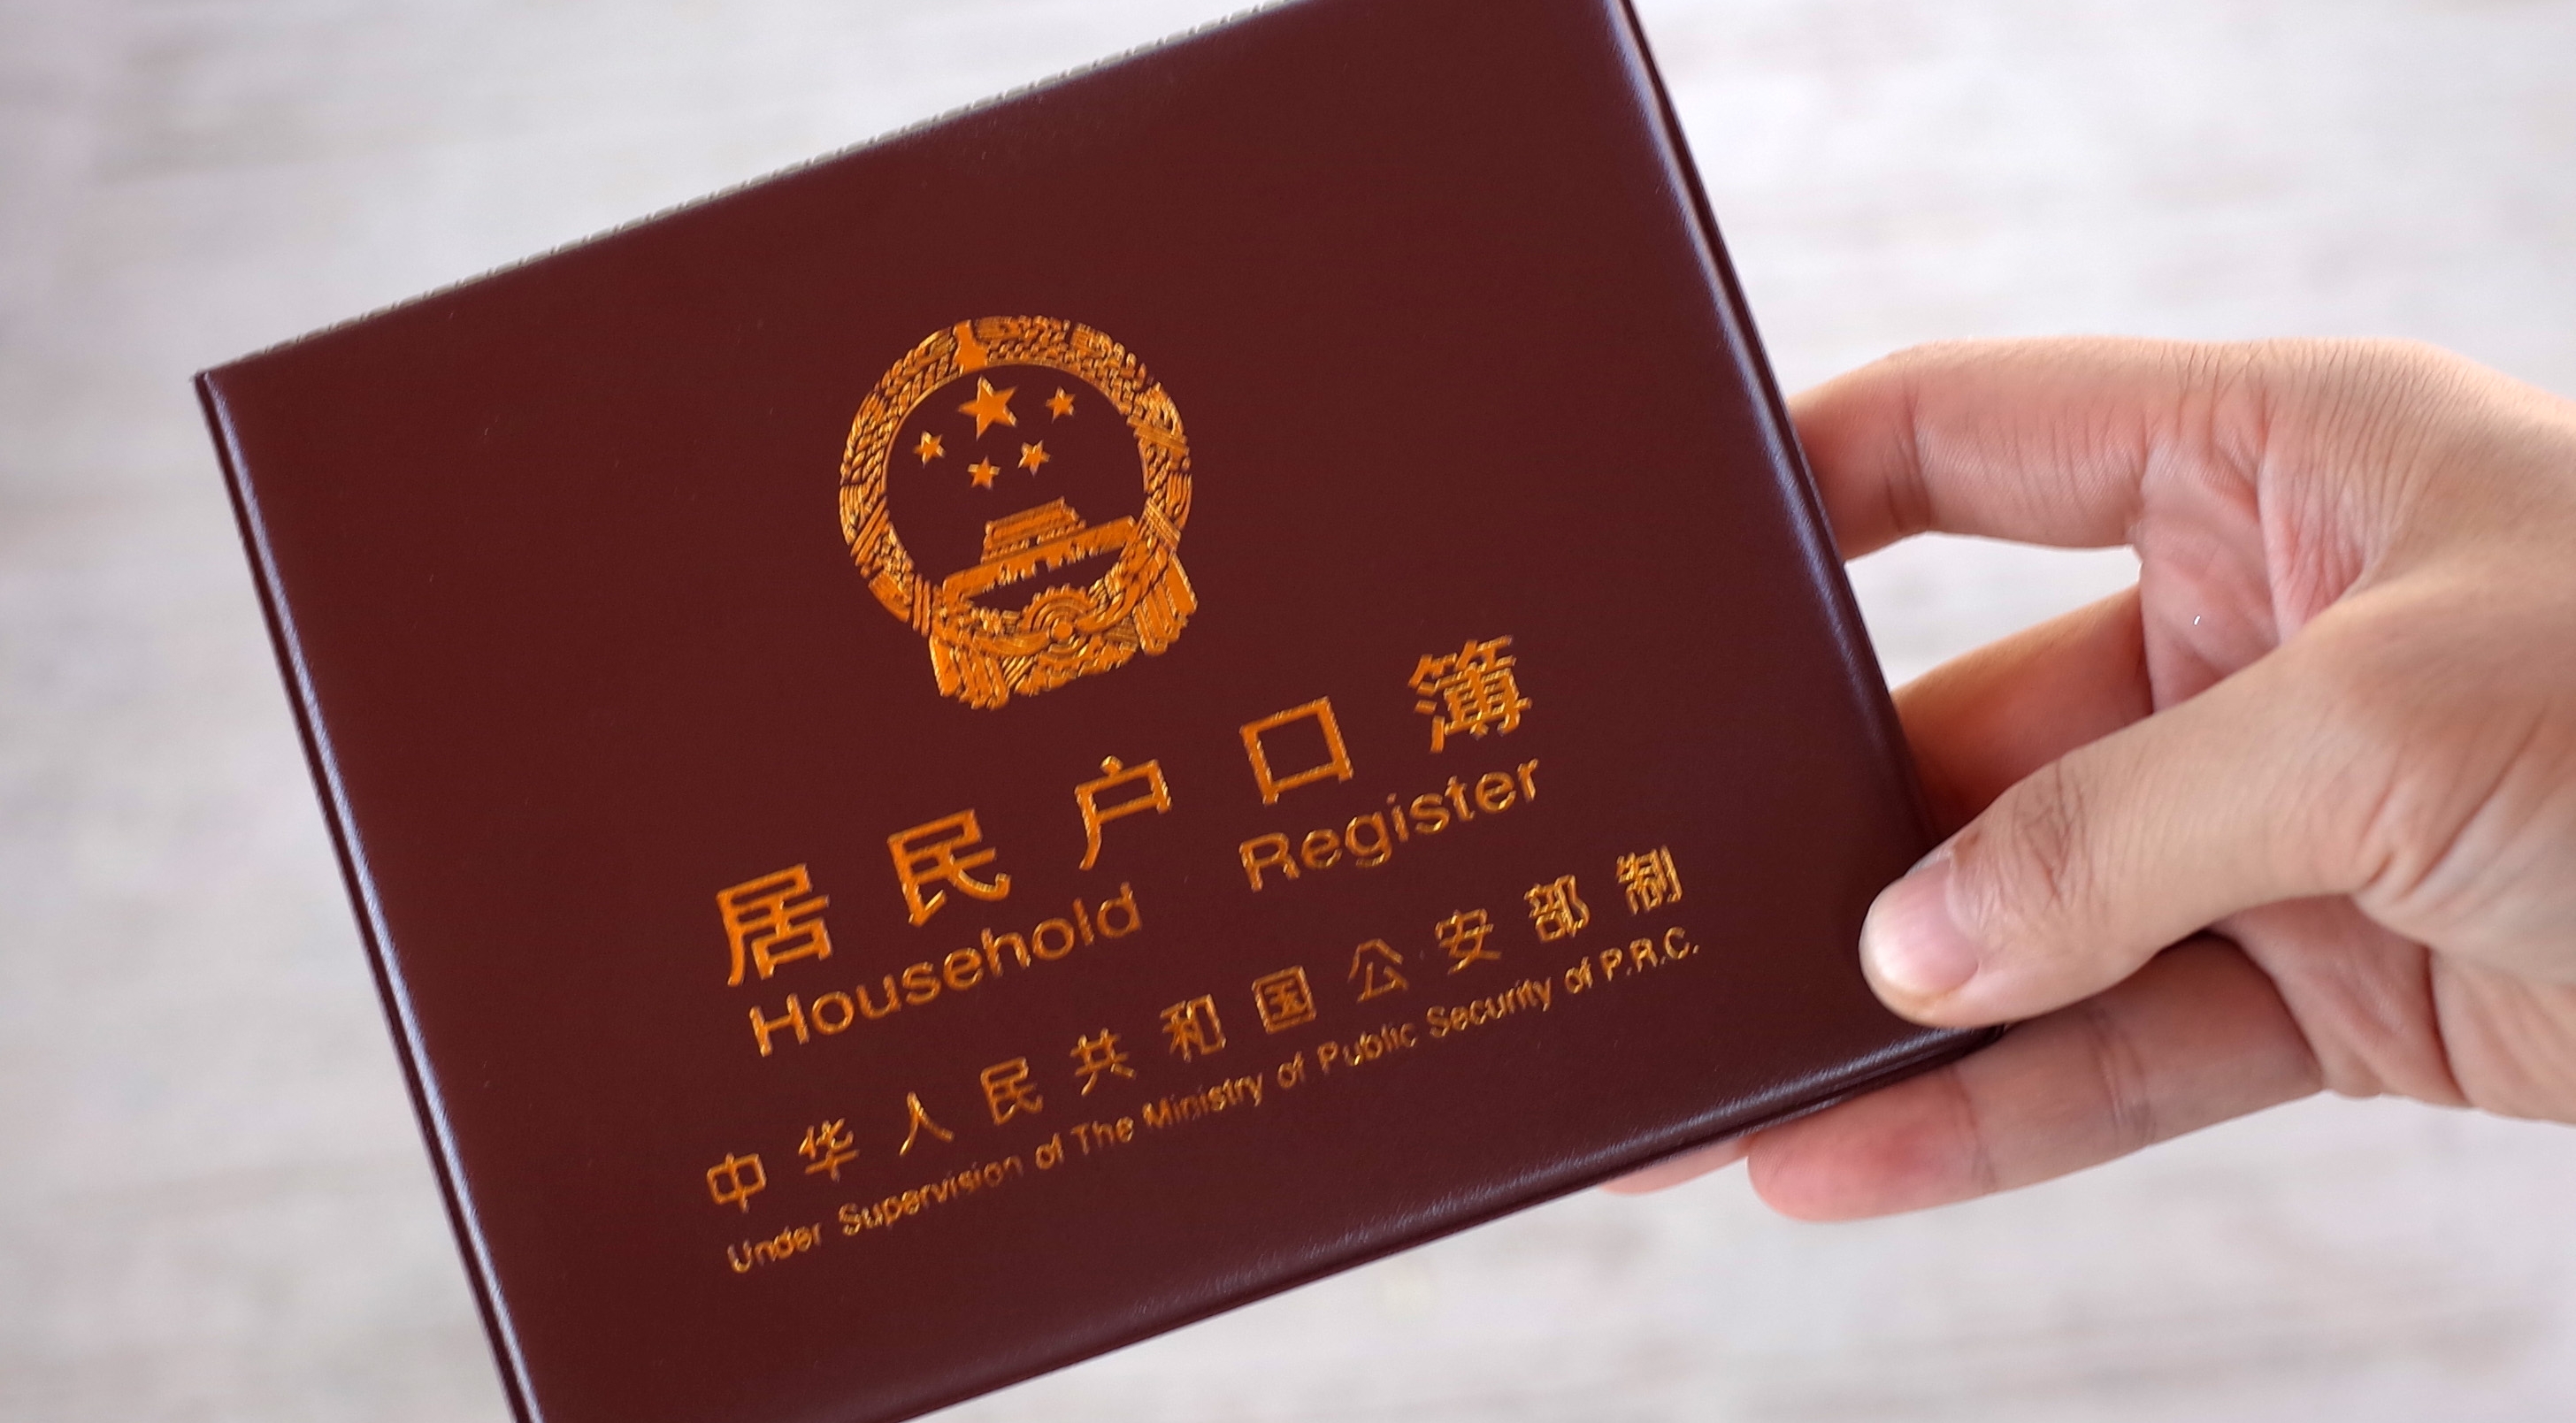 居民户口簿
Household Register
中华人民共和国公安部制
Under Supervision of The Ministry of Public Security of P.R.C.